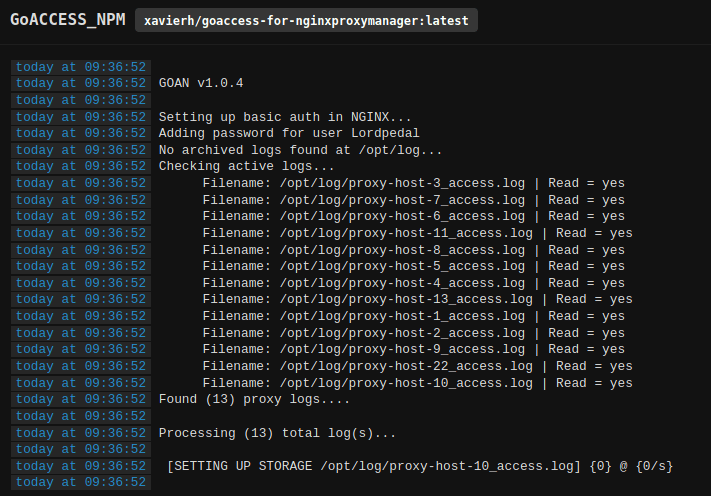 GoACCESS_NPM xavierh/goaccess-for-nginxproxymanager:latest
today at 09:36:52
today at 09:36:52 GOAN v1.0.4
today at 09:36:52
today at 09:36:52 Setting up basic auth in NGINX...
today at 09:36:52 Adding password for user Lordpedal
today at 09:36:52 No archived logs found at /opt/log...
today at 09:36:52 Checking active logs...
today at 09:36:52 Filename: /opt/log/proxy-host-3_access.log | Read = yes
today at 09:36:52 Filename: /opt/log/proxy-host-7_access.log | Read = yes
today at 09:36:52 Filename: /opt/log/proxy-host-6_access.log | Read = yes
today at 09:36:52 Filename: /opt/log/proxy-host-11_access.log | Read = yes
today at 09:36:52 Filename: /opt/log/proxy-host-8_access.log | Read = yes
today at 09:36:52 Filename: /opt/log/proxy-host-5_access.log | Read = yes
today at 09:36:52 Filename: /opt/log/proxy-host-4_access.log | Read = yes
today at 09:36:52 Filename: /opt/log/proxy-host-13_access.log | Read = yes
today at 09:36:52 Filename: /opt/log/proxy-host-1_access.log | Read = yes
today at 09:36:52 Filename: /opt/log/proxy-host-2_access.log | Read = yes
today at 09:36:52 Filename: /opt/log/proxy-host-9_access.log | Read = yes
today at 09:36:52 Filename: /opt/log/proxy-host-22_access.log | Read = yes
today at 09:36:52 Filename: /opt/log/proxy-host-10_access.log | Read = yes
today at 09:36:52 Found (13) proxy logs....
today at 09:36:52
today at 09:36:52 Processing (13) total log(s)...
today at 09:36:52
today at 09:36:52 [SETTING UP STORAGE /opt/log/proxy-host-10_access.log] {0} @ {0/s}
today at 09:36:52